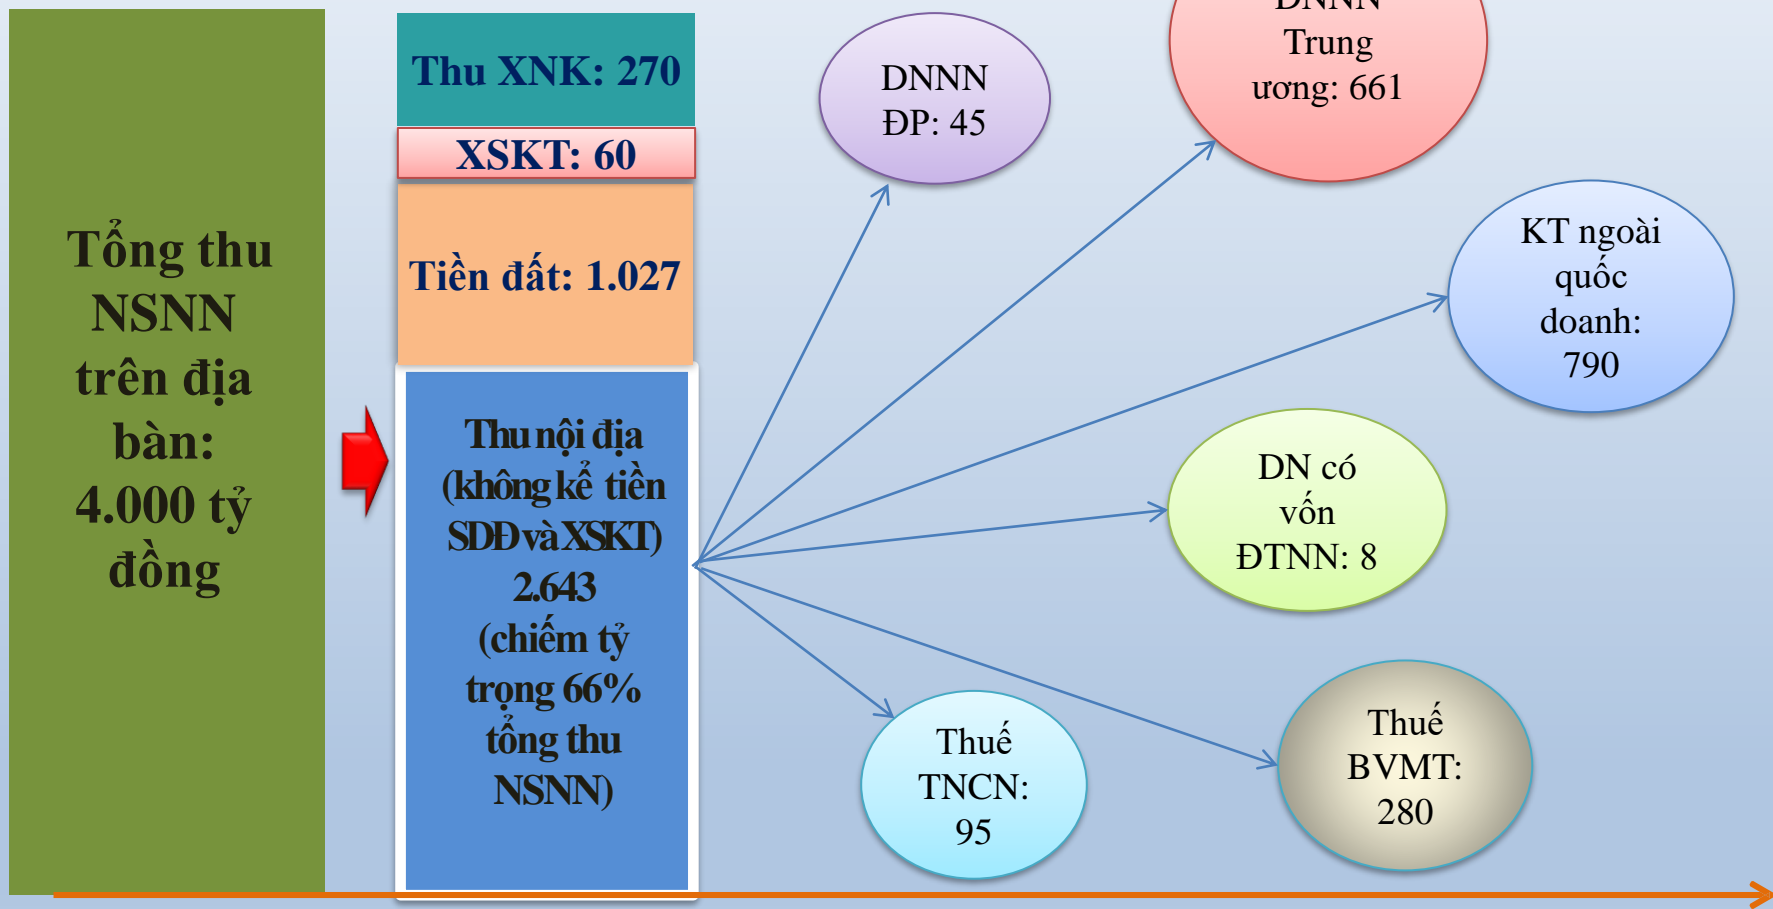 Tổng thu
NSNN
trên địa
bàn:
4.000 tỷ
đồng
Thu XNK: 270
XSKT: 60
Tiền đất: 1.027
Thu nội địa
(không kể tiền
SDĐ và XSKT)
2.643
(chiếm tỷ
trọng 66%
tổng thu
NSNN)
DNNN
ĐP: 45
DNNN
Trung
ương: 661
KT ngoài
quốc
doanh:
790
DN có
vốn
ĐTNN: 8
Thuế
TNCN:
95
Thuế
BVMT:
280